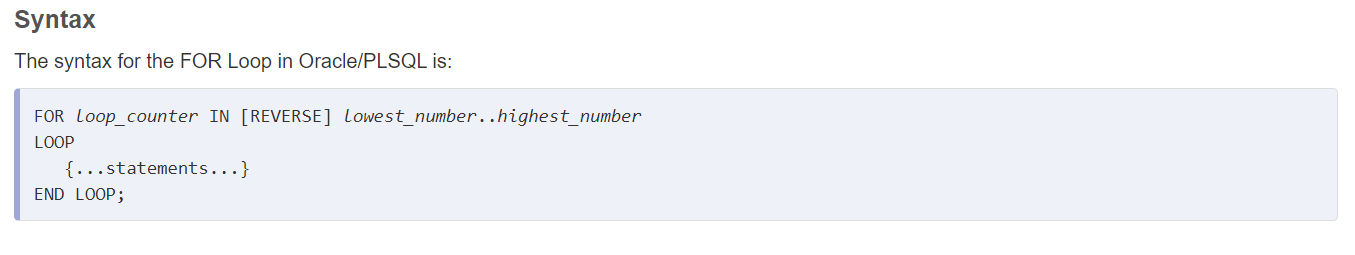 Syntax
The syntax for the FOR Loop in Oracle/PLSQL is:
FOR loop_counter IN [REVERSE] lowest_number..highest_number
LOOP
   {...statements...}
END LOOP;